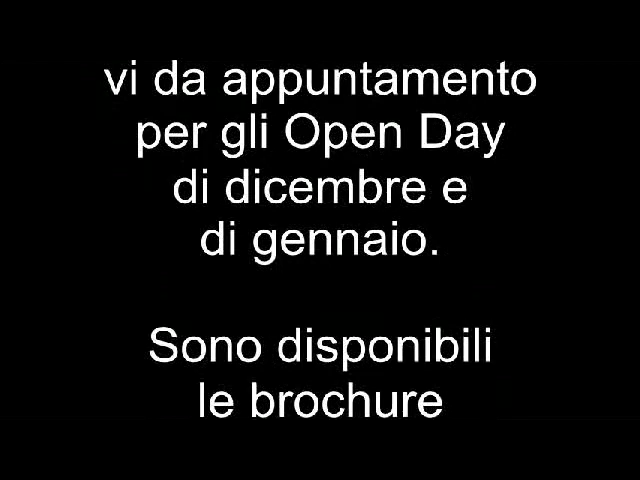 vi da appuntamento
per gli Open Day
di dicembre e
di gennaio.
Sono disponibili
le brochure